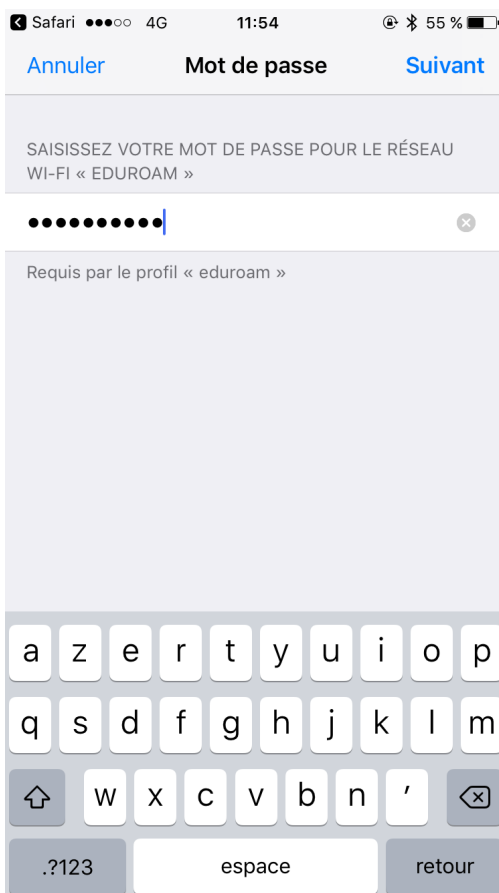 Safari 4G 11:54 55 %
Annuler Mot de passe Suivant
SAISISSEZ VOTRE MOT DE PASSE POUR LE RÉSEAU
WI-FI « EDUROAM »
••••••••••
Requis par le profil « eduroam »
a z e r t y u i o p
q s d f g h j k l m
w x c v b n ’
.?123 espace retour